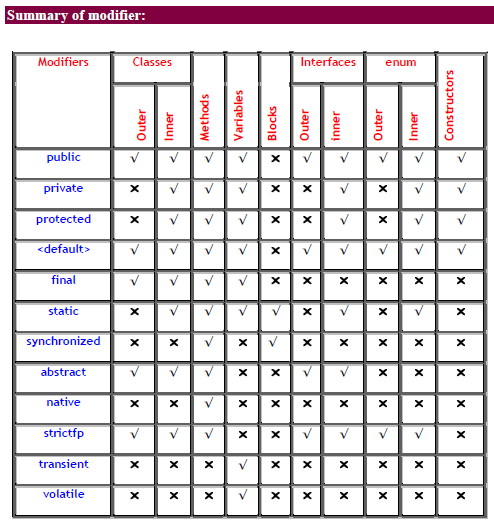 Summary of modifier:
Modifiers Classes Methods Variables Blocks Interfaces enum Constructors
Outer Inner Outer inner Outer Inner
public √ √ √ √ × √ √ √ √ √
private × √ √ √ × × √ × √ √
protected × √ √ √ × × √ × √ √
<default> √ √ √ √ × √ √ √ √ √
final √ √ √ √ × × × × × ×
static × √ √ √ √ × √ × √ ×
synchronized × × √ × √ × × × × ×
abstract √ √ √ × × √ √ × × ×
native × × √ × × × × × × ×
strictfp √ √ √ × × √ √ √ √ ×
transient × × × √ × × × × × ×
volatile × × × √ × × × × × ×